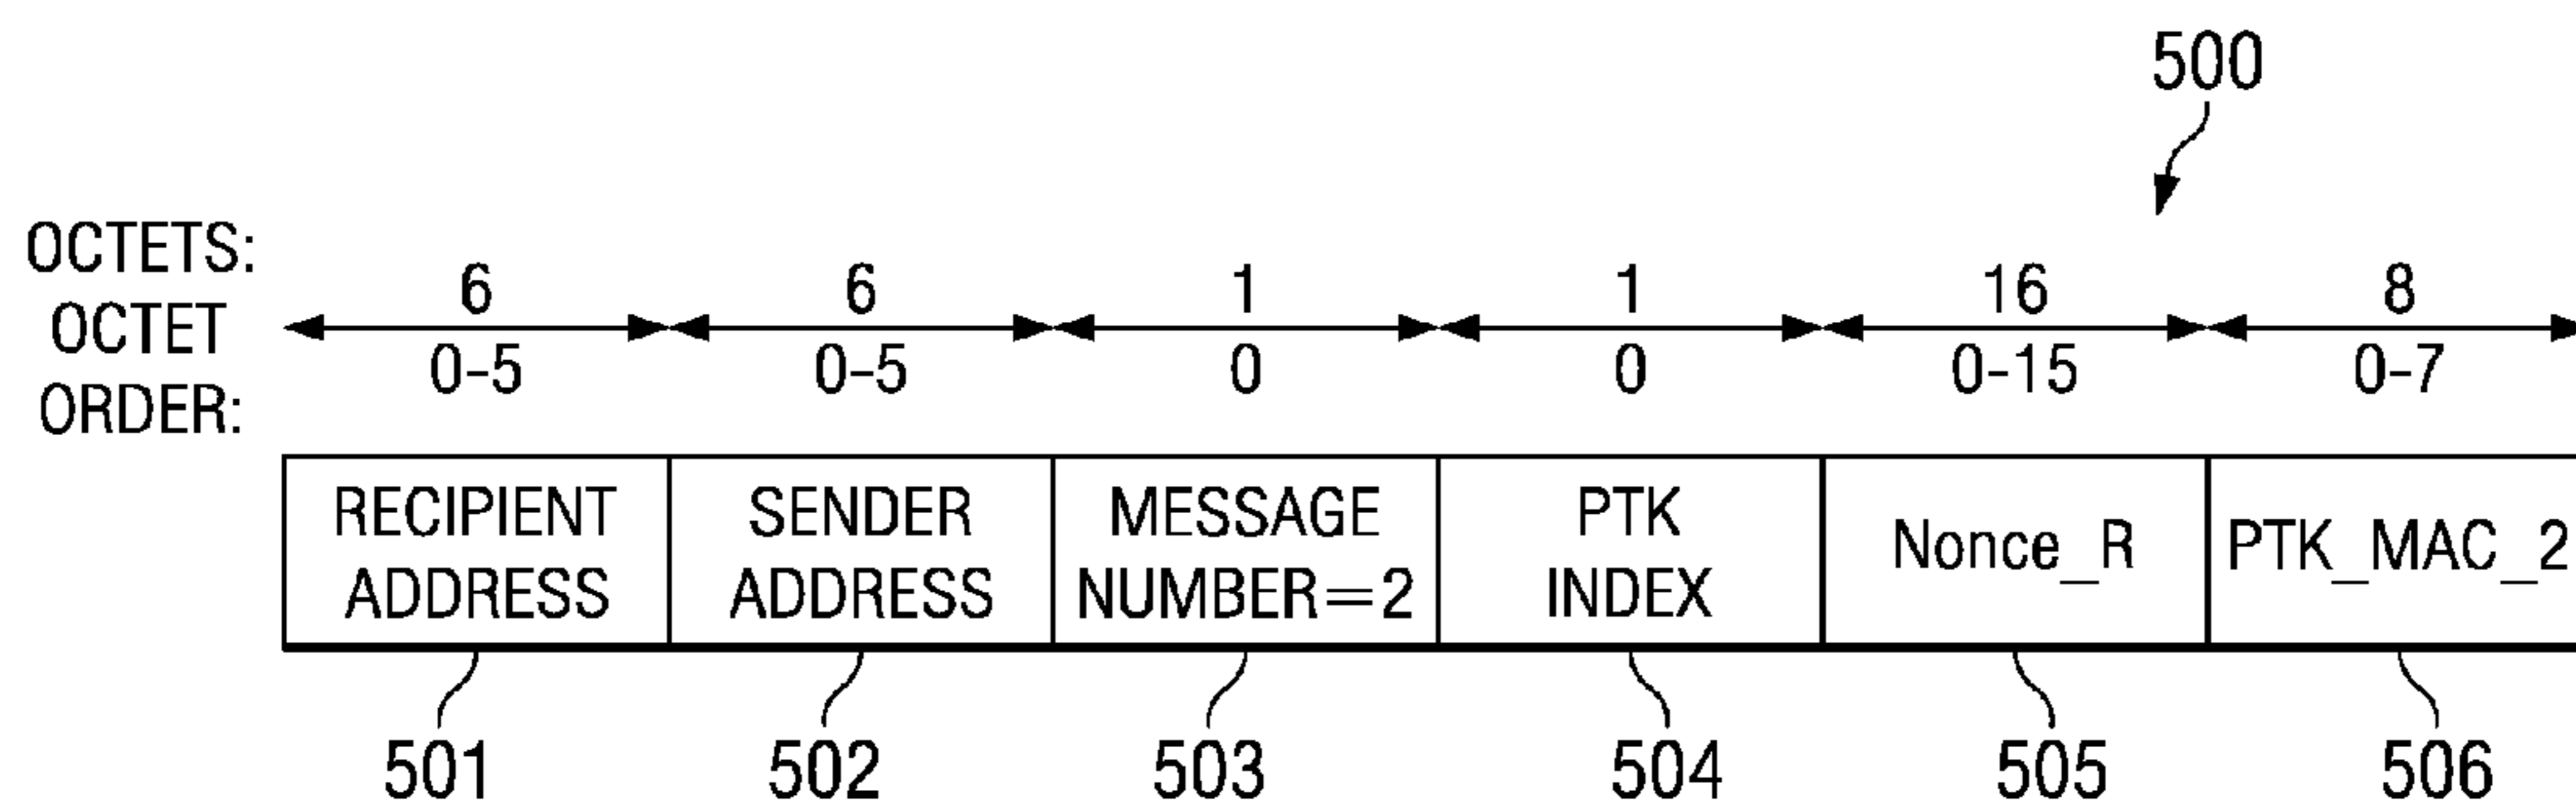 500
OCTETS:
6 6 1 1 16 8
OCTET
0-5 0-5 0 0 0-15 0-7
ORDER:
RECIPIENT SENDER MESSAGE PTK Nonce_R PTK_MAC_2
ADDRESS ADDRESS NUMBER=2 INDEX
501 502 503 504 505 506